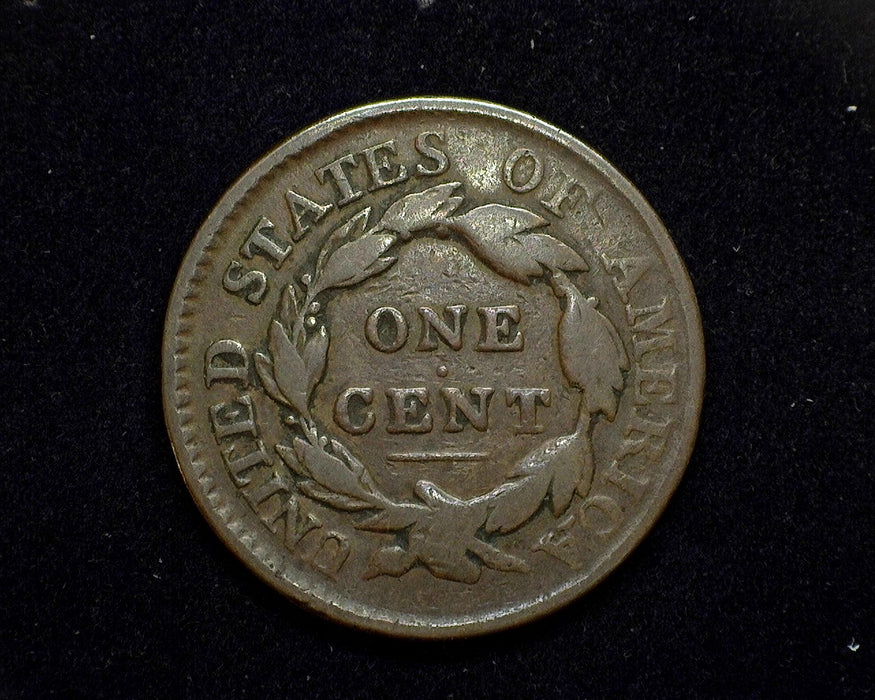 UNITED STATES OF AMERICA
ONE
CENT